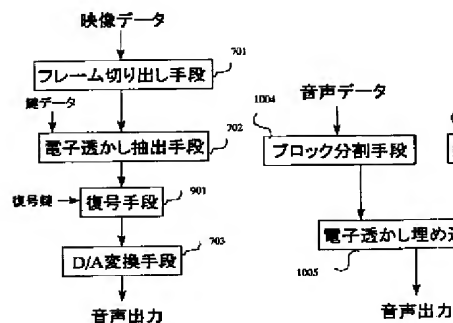 映像データ
701
フレーム切り出し手段
鍵データ
702
電子透かし抽出手段
901
復号鍵
復号手段
703
D/A変換手段
音声出力
音声データ
1004
ブロック分割手段
電子透かし埋め
1005
音声出力